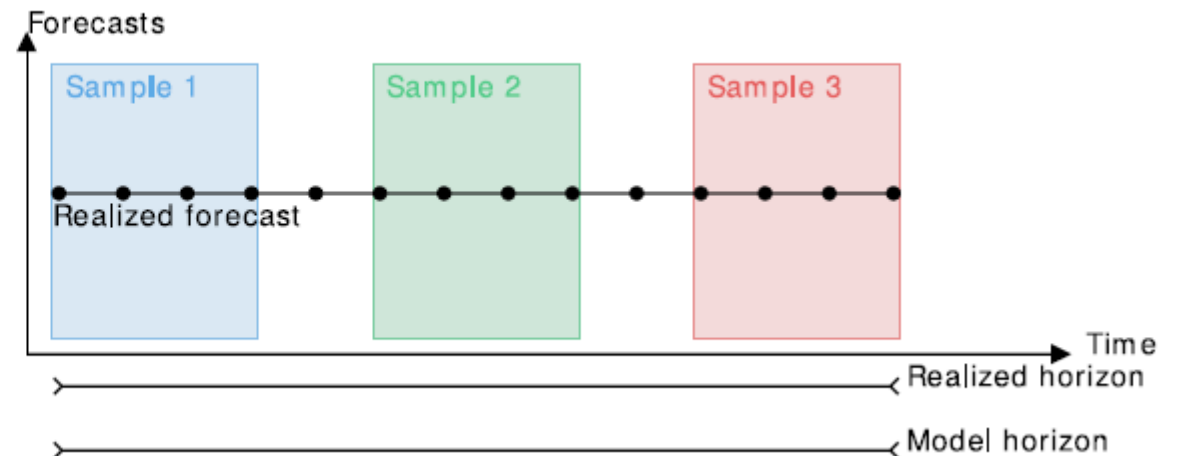 Forecasts
Sample 1
Sample 2
Sample 3
Realized forecast
Time
Realized horizon
Model horizon